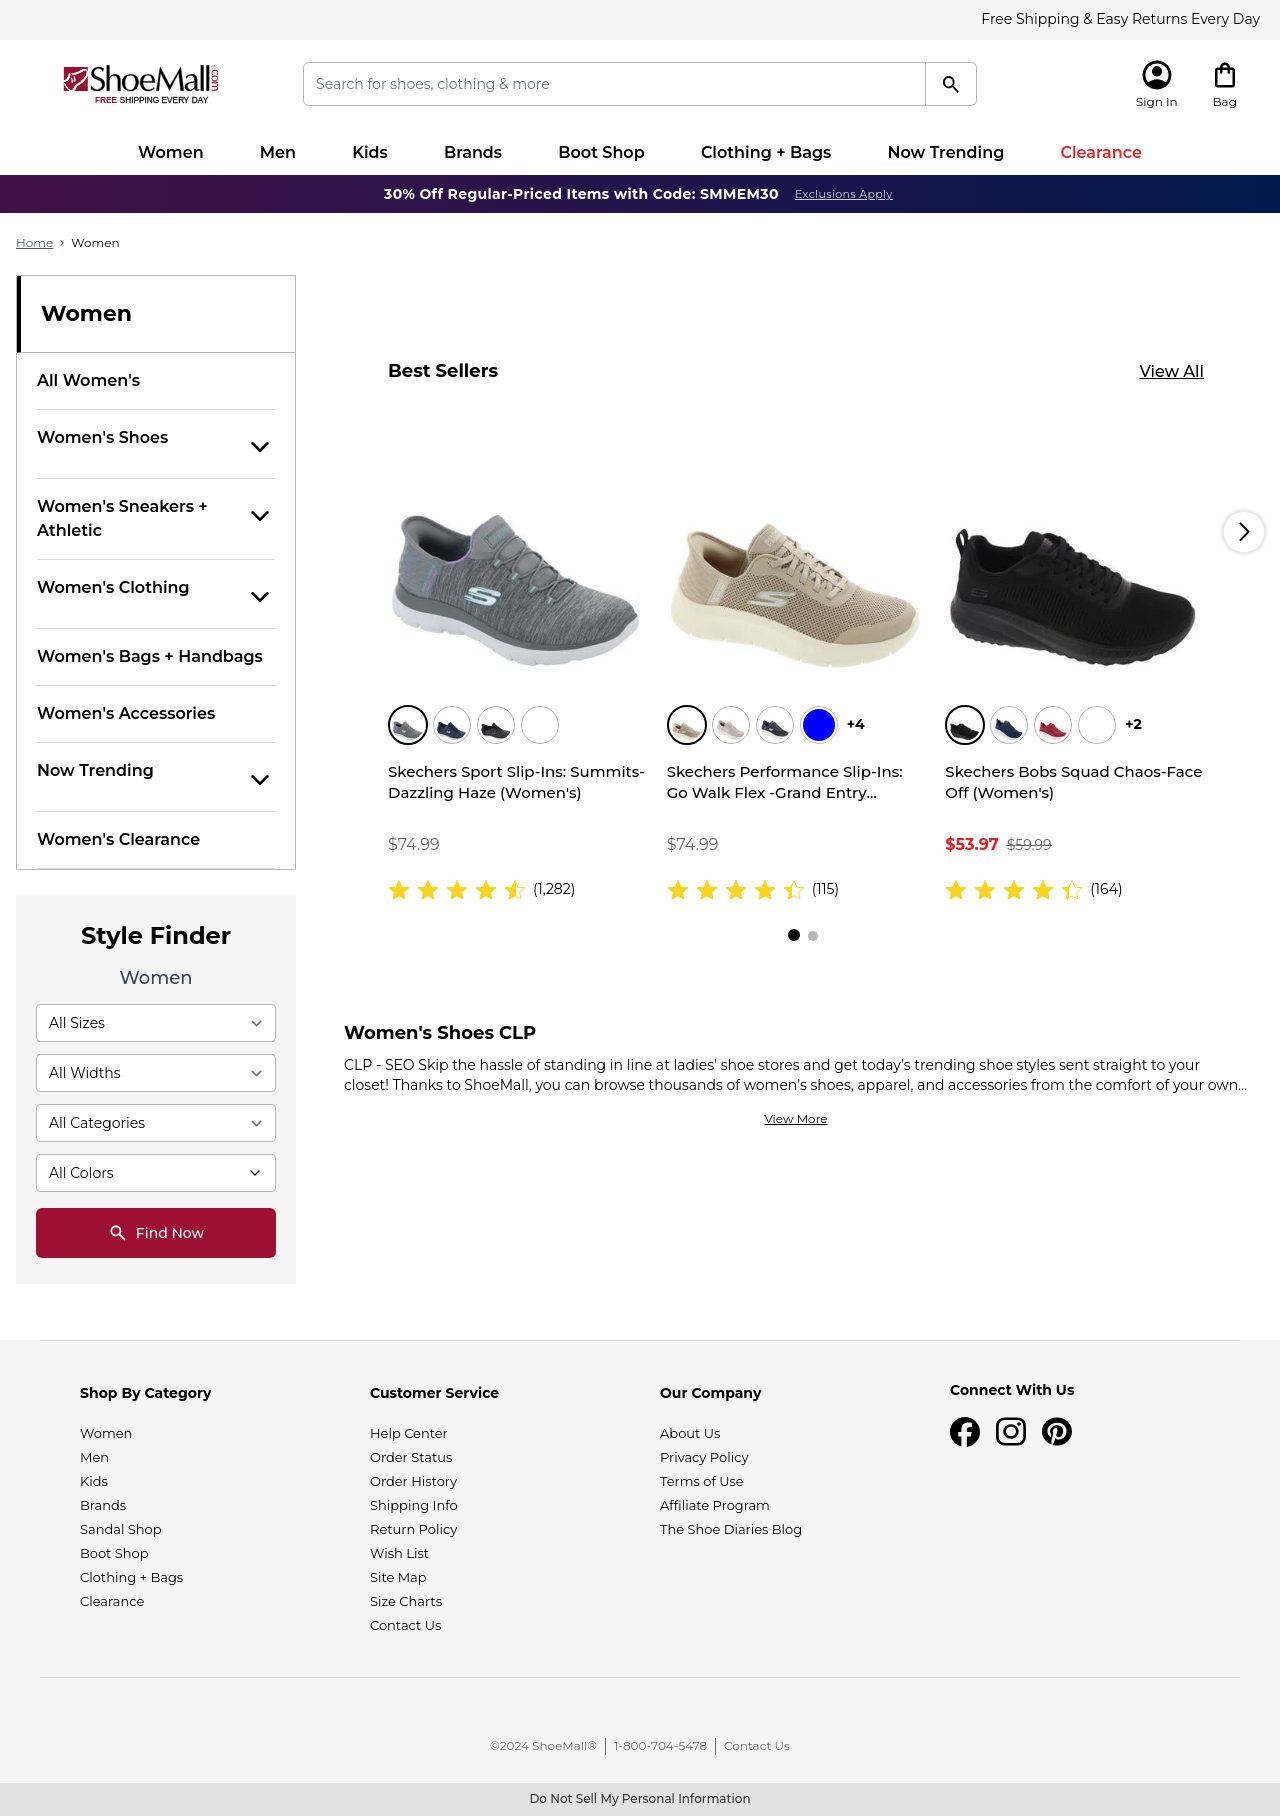 Free Shipping & Easy Returns Every Day
ShoeMall®.com
FREE SHIPPING EVERY DAY
Search for shoes, clothing & more
Sign In
Bag
Women
Men
Kids
Brands
Boot Shop
Clothing + Bags
Now Trending
Clearance
30% Off Regular-Priced Items with Code: SMMEM30 Exclusions Apply
Home › Women
Women
All Women's
Women's Shoes
Women's Sneakers +
Athletic
Women's Clothing
Women's Bags + Handbags
Women's Accessories
Now Trending
Women's Clearance
Style Finder
Women
All Sizes
All Widths
All Categories
All Colors
Find Now
Best Sellers
View All
Skechers Sport Slip-Ins: Summits-
Dazzling Haze (Women's)
$74.99
(1,282)
+4
Skechers Performance Slip-Ins:
Go Walk Flex -Grand Entry...
$74.99
(115)
+2
Skechers Bobs Squad Chaos-Face
Off (Women's)
$53.97 $59.99
(164)
Women's Shoes CLP
CLP - SEO Skip the hassle of standing in line at ladies’ shoe stores and get today’s trending shoe styles sent straight to your
closet! Thanks to ShoeMall, you can browse thousands of women’s shoes, apparel, and accessories from the comfort of your own...
View More
Shop By Category
Women
Men
Kids
Brands
Sandal Shop
Boot Shop
Clothing + Bags
Clearance
Customer Service
Help Center
Order Status
Order History
Shipping Info
Return Policy
Wish List
Site Map
Size Charts
Contact Us
Our Company
About Us
Privacy Policy
Terms of Use
Affiliate Program
The Shoe Diaries Blog
Connect With Us
©2024 ShoeMall® | 1-800-704-5478 | Contact Us
Do Not Sell My Personal Information